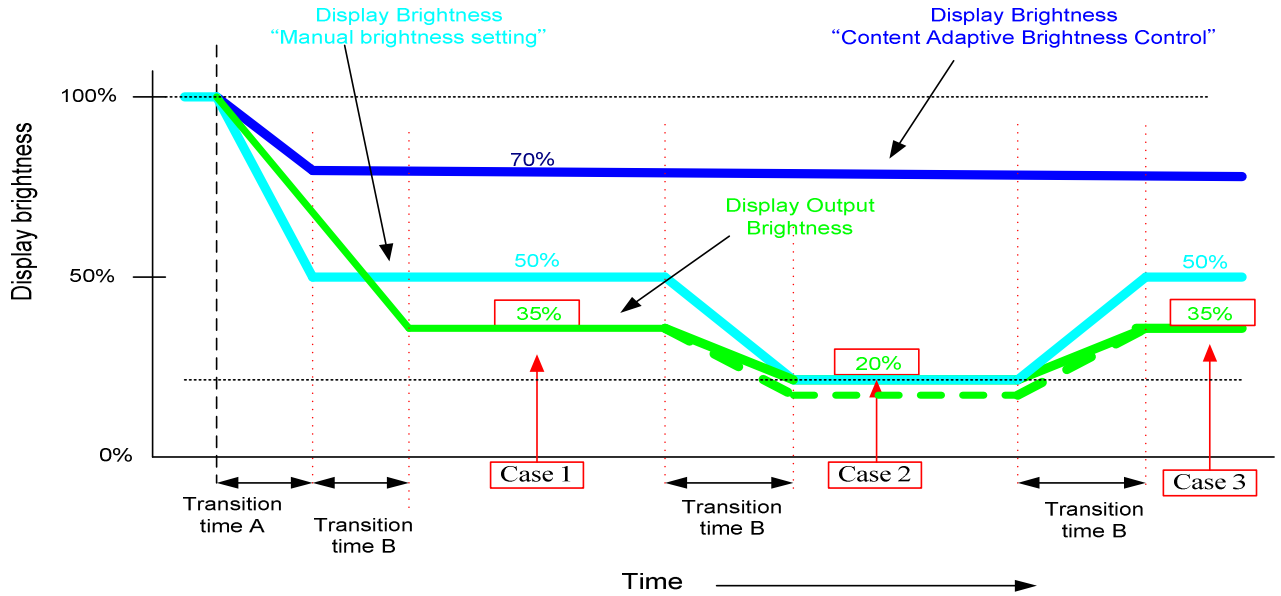 Display Brightness
“Manual brightness setting”
Display Brightness
“Content Adaptive Brightness Control”
100%
70%
Display Output
Brightness
Display brightness
50%
50%
50%
35%
35%
20%
0%
Case 1
Case 2
Case 3
Transition
time A
Transition
time B
Transition
time B
Transition
time B
Time